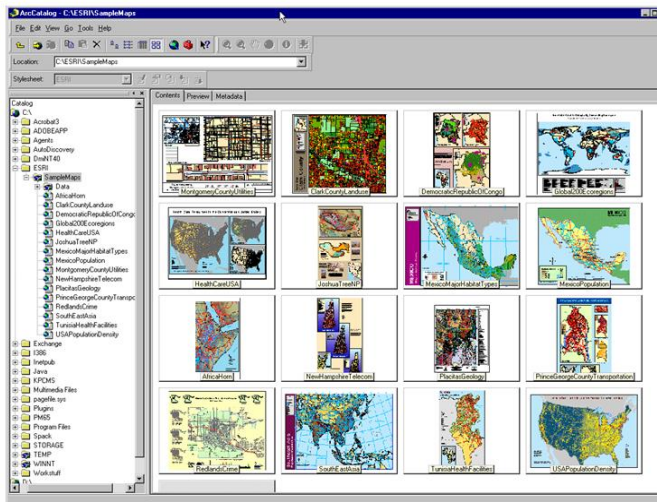 ArcCatalog - C:\ESRI\SampleMaps
File Edit View Go Tools Help
Location: C:\ESRI\SampleMaps
Stylesheet: ESRI
Catalog
C:\
Acrobat3
ADOBEAPP
Agents
AutoDiscovery
DmiNT40
ESRI
SampleMaps
Data
AfricaHorn
ClarkCountyLanduse
DemocraticRepublicOfCongo
Global200Ecoregions
HealthCareUSA
JoshuaTreeNP
MexicoMajorHabitatTypes
MexicoPopulation
MontgomeryCountyUtilities
NewHampshireTelecom
PlacitasGeology
PrinceGeorgeCountyTranspo
RedlandsCrime
SouthEastAsia
TunisiaHealthFacilities
USAPopulationDensity
Exchange
I386
Inetpub
Java
KPCMS
Multimedia Files
pagefile.sys
Plugins
PM65
Program Files
Spack
STORAGE
TEMP
WINNT
Workstuff
D:\
Contents Preview Metadata
MontgomeryCountyUtilities ClarkCountyLanduse DemocraticRepublicOfCongo Global200Ecoregions
HealthCareUSA JoshuaTreeNP MexicoMajorHabitatTypes MexicoPopulation
AfricaHorn NewHampshireTelecom PlacitasGeology PrinceGeorgeCountyTransportation
RedlandsCrime SouthEastAsia TunisiaHealthFacilities USAPopulationDensity